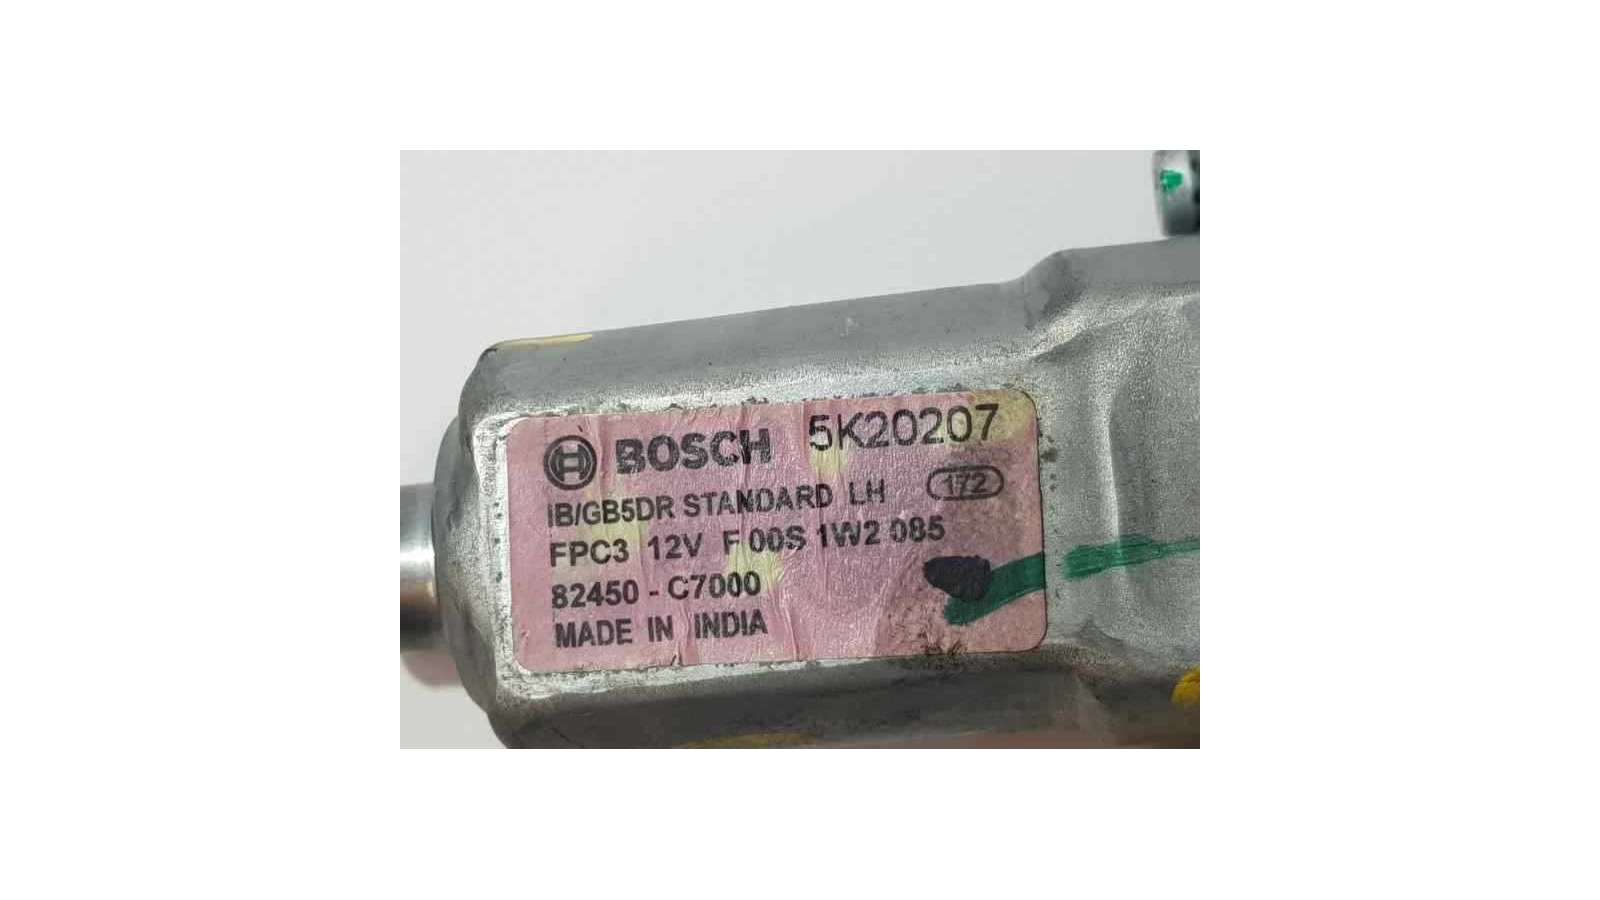 BOSCH 5K20207
IB/GB5DR STANDARD LH 172
FPC3 12V F 00S 1W2 085
82450 - C7000
MADE IN INDIA